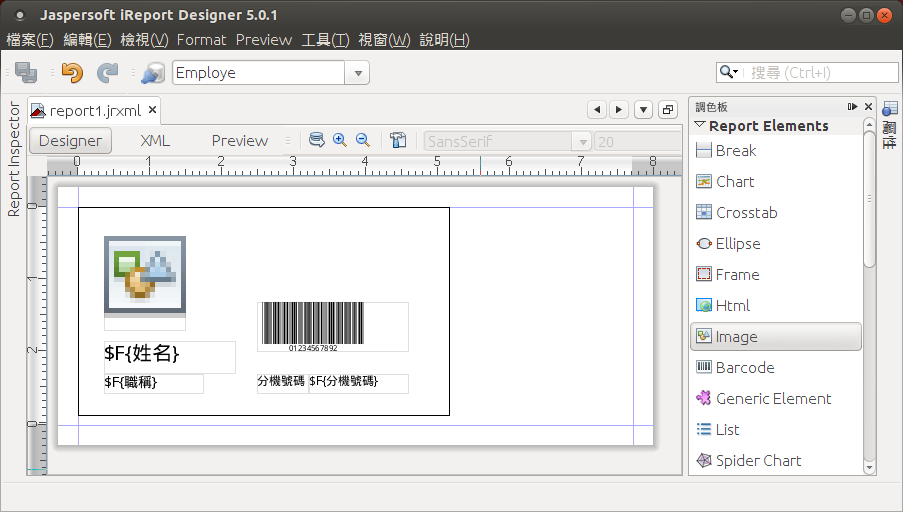 Jaspersoft iReport Designer 5.0.1
檔案(F) 編輯(E) 檢視(V) Format Preview 工具(T) 視窗(W) 說明(H)
Employe
搜尋 (Ctrl+I)
Report Inspector
report1.jrxml
Designer XML Preview SansSerif 20
0 1 2 3 4 5 6 7 8
0
1
2
3
01234567892
$F{姓名}
$F{職稱}
分機號碼 $F{分機號碼}
調色板
Report Elements
Break
Chart
Crosstab
Ellipse
Frame
Html
Image
Barcode
Generic Element
List
Spider Chart
屬性